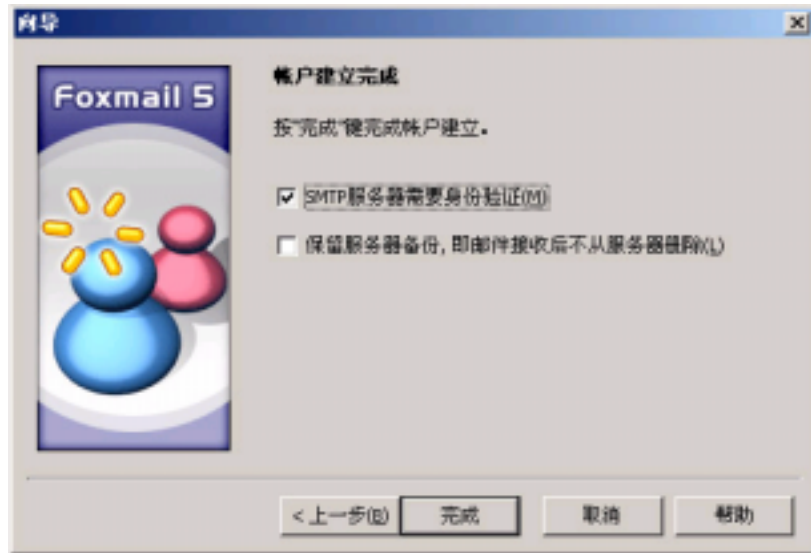 向导
Foxmail 5
帐户建立完成
按"完成"键完成帐户建立。
SMTP服务器需要身份验证(M)
保留服务器备份, 即邮件接收后不从服务器删除(L)
<上一步(B)
完成
取消
帮助